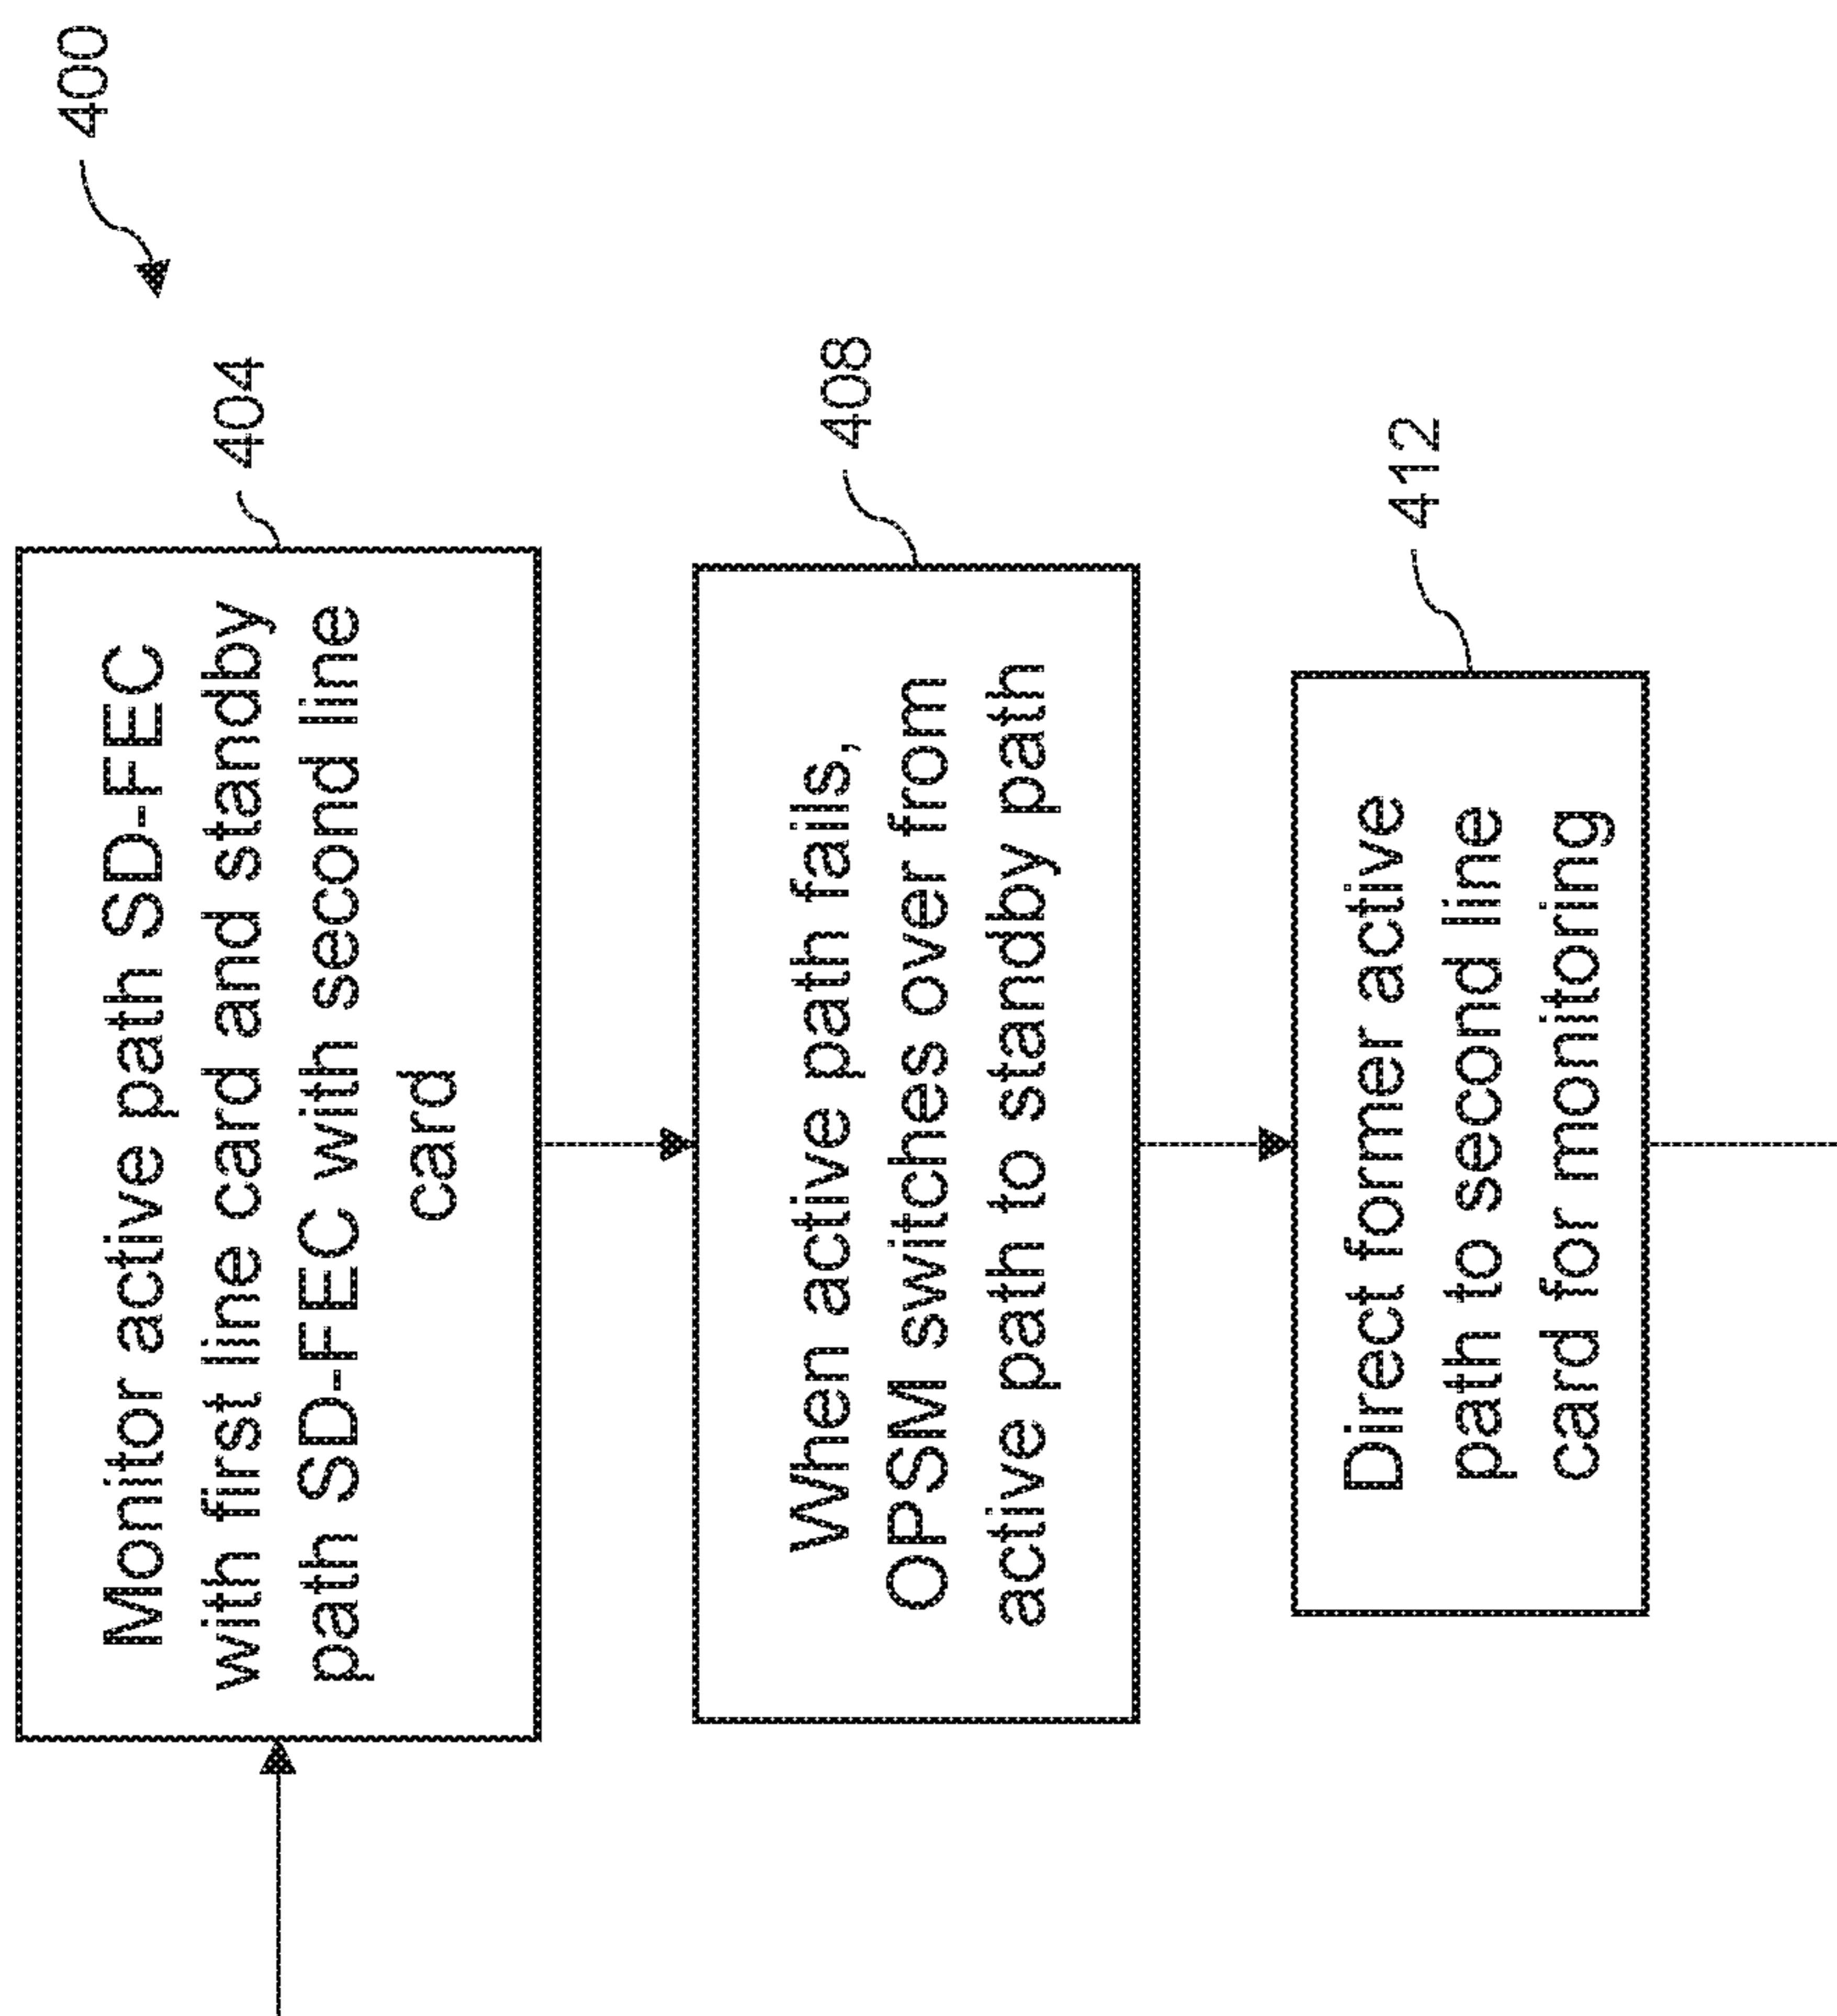 400
404
Monitor active path SD-FEC
with first line card and standby
path SD-FEC with second line
card
408
When active path fails,
OPSM switches over from
active path to standby path
412
Direct former active
path to second line
card for monitoring